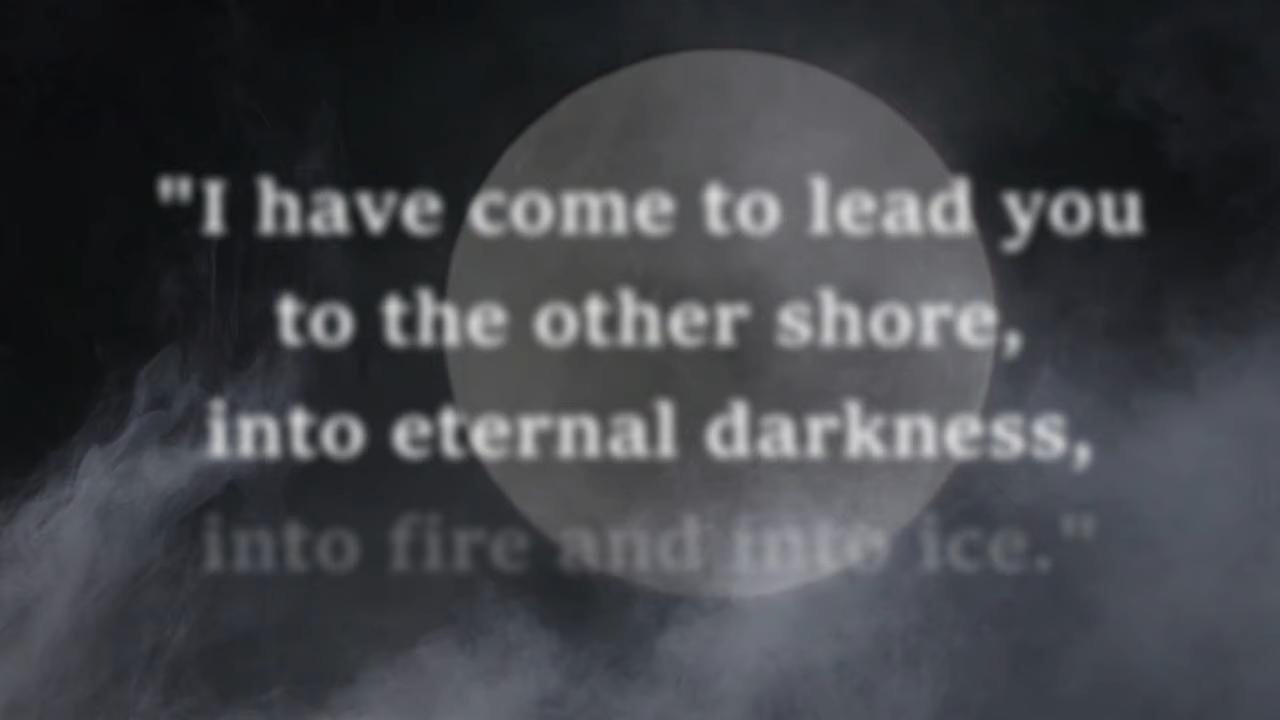 "I have come to lead you
to the other shore,
into eternal darkness,
into fire and into ice."